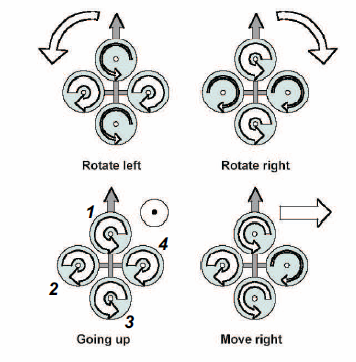 Rotate left
Rotate right
1
4
2
3
Going up
Move right